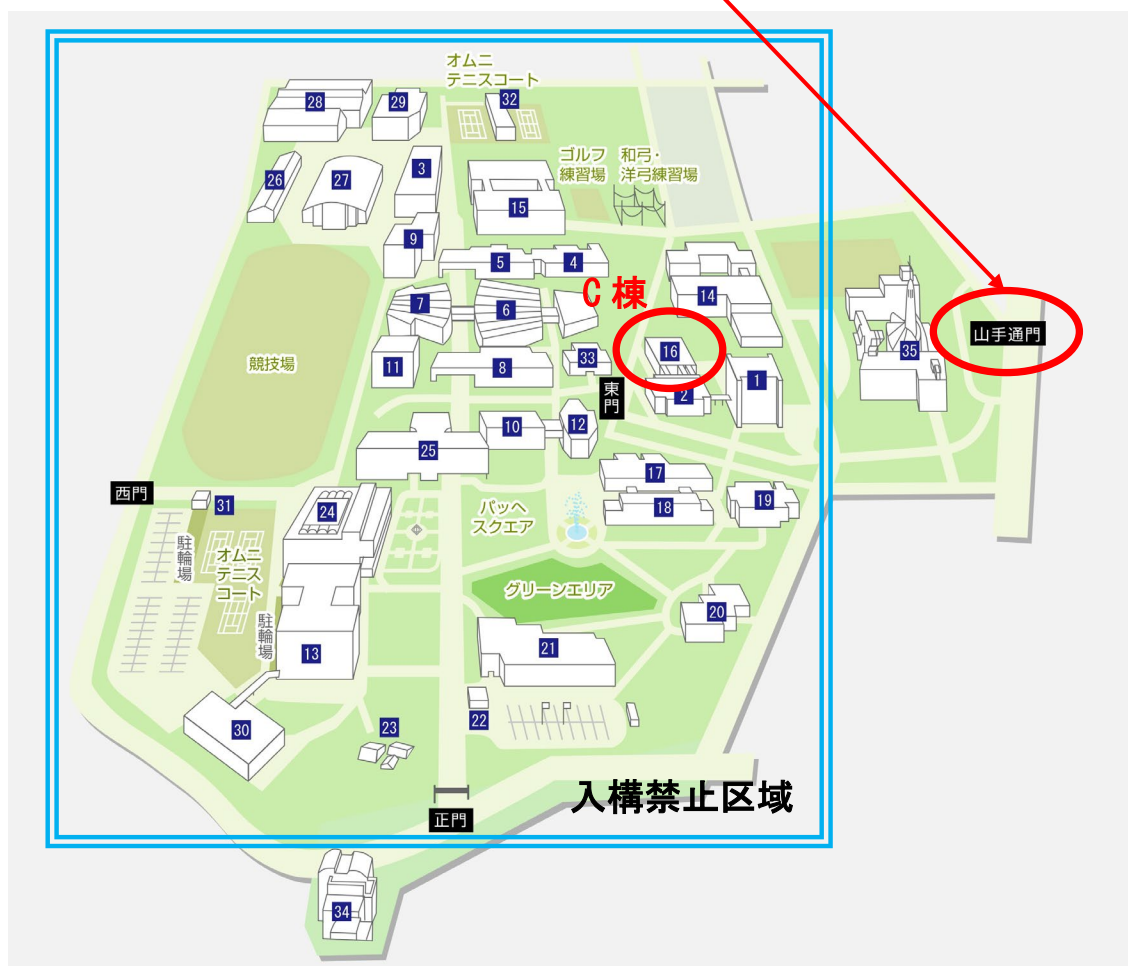 オムニ
テニスコート
28
29
32
ゴルフ
練習場
和弓・
洋弓練習場
3
26
27
15
9
5
4
C棟
14
7
6
山手通門
競技場
11
8
33
16
35
1
東
門
2
10
12
25
17
西門
31
24
パッヘ
スクエア
18
19
駐輪場
オムニ
テニス
コート
グリーンエリア
20
駐輪場
13
21
30
23
22
入構禁止区域
正門
34